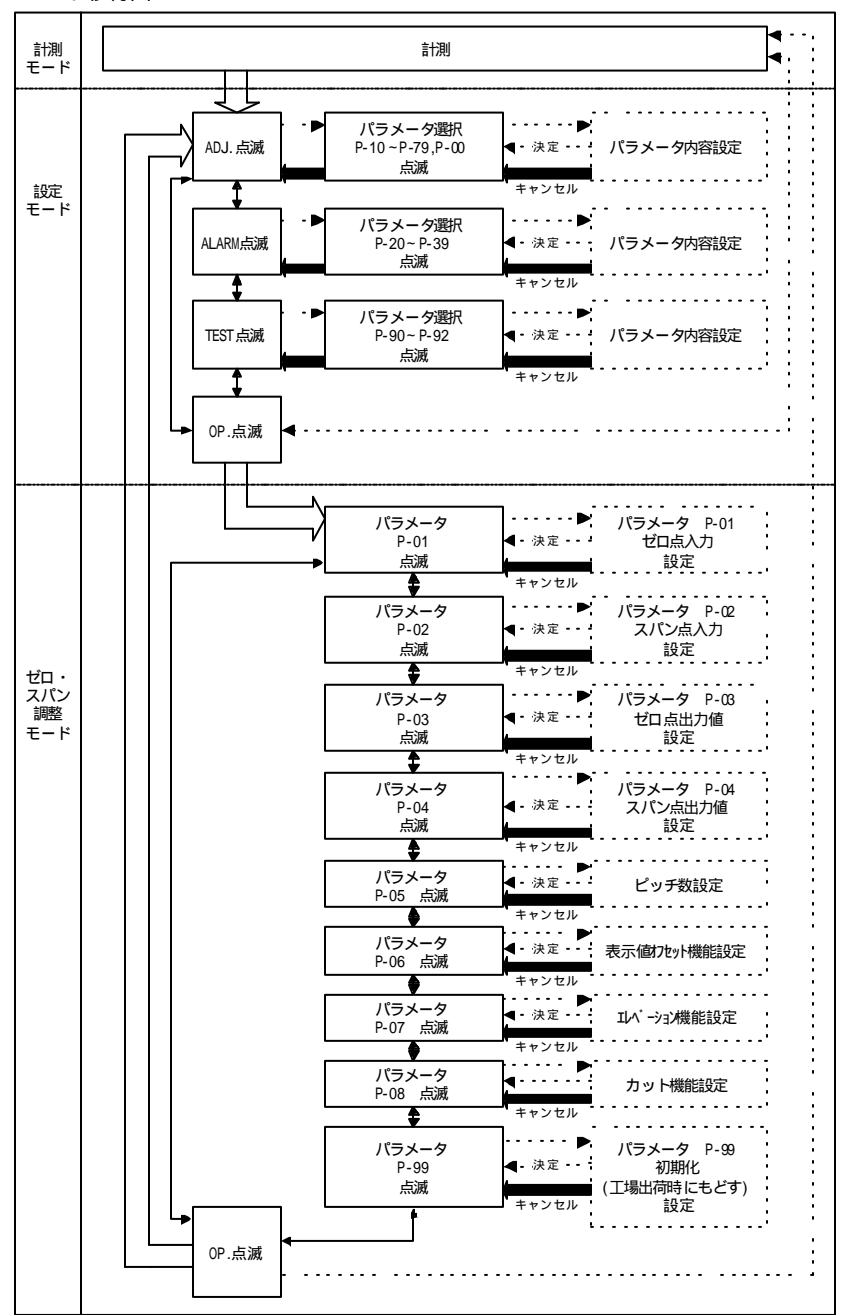 計測
モード
計測
設定
モード
ADJ.点滅
パラメータ選択
P-10~P-79,P-00
点滅
決定
キャンセル
パラメータ内容設定
ALARM点滅
パラメータ選択
P-20~P-39
点滅
決定
キャンセル
パラメータ内容設定
TEST点滅
パラメータ選択
P-90~P-92
点滅
決定
キャンセル
パラメータ内容設定
OP.点滅
ゼロ・
スパン
調整
モード
パラメータ
P-01
点滅
決定
キャンセル
パラメータ P-01
ゼロ点入力
設定
パラメータ
P-02
点滅
決定
キャンセル
パラメータ P-02
スパン点入力
設定
パラメータ
P-03
点滅
決定
キャンセル
パラメータ P-03
ゼロ点出力値
設定
パラメータ
P-04
点滅
決定
キャンセル
パラメータ P-04
スパン点出力値
設定
パラメータ
P-05 点滅
決定
キャンセル
ピッチ数設定
パラメータ
P-06 点滅
決定
キャンセル
表示値オフセット機能設定
パラメータ
P-07 点滅
決定
キャンセル
エレベーション機能設定
パラメータ
P-08 点滅
キャンセル
カット機能設定
パラメータ
P-99
点滅
決定
キャンセル
パラメータ P-99
初期化
(工場出荷時にもどす)
設定
OP.点滅